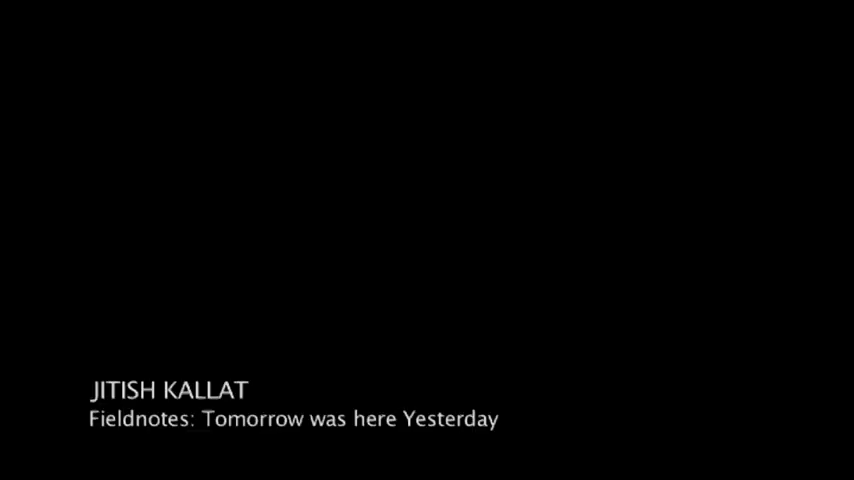 JITISH KALLAT
Fieldnotes: Tomorrow was here Yesterday